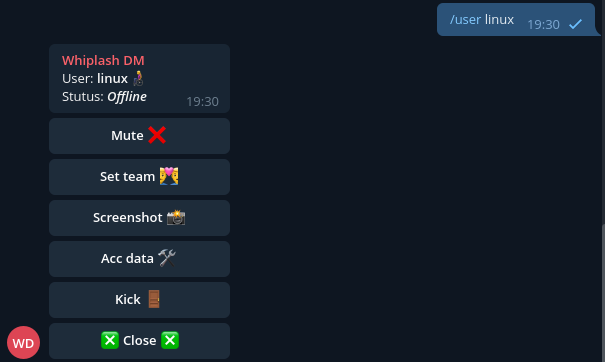 /user linux
19:30
Whiplash DM
User: linux 👩‍🦽
Stutus: Offline
19:30
Mute ❌
Set team 👩‍❤️‍💋‍👨
Screenshot 📸
Acc data 🛠
Kick 🚪
❎ Close ❎
WD